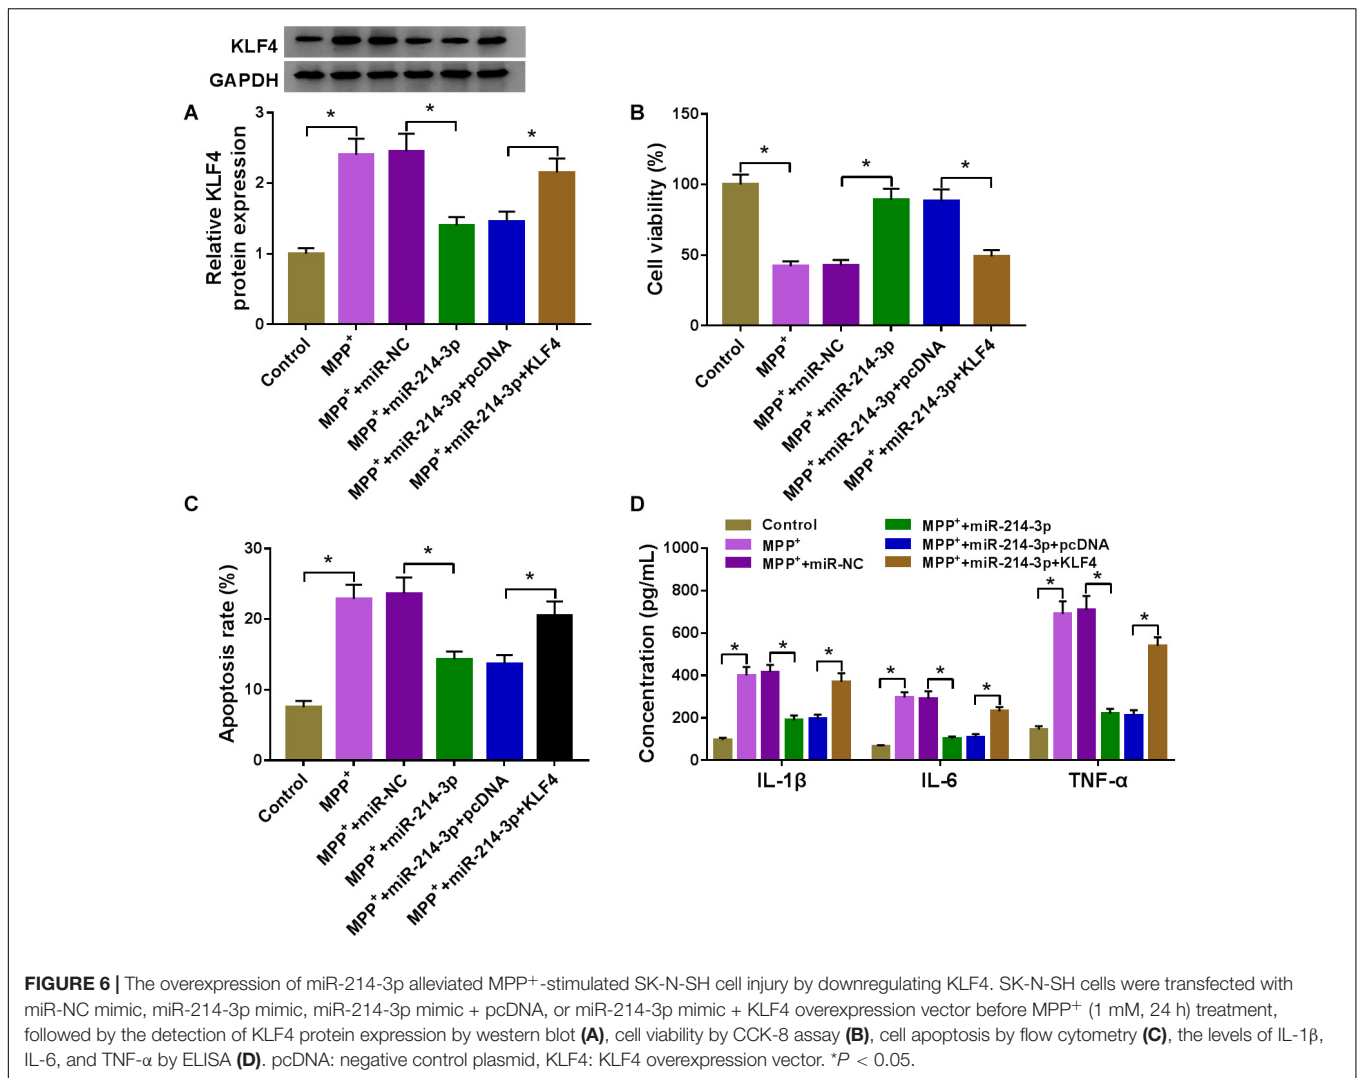 KLF4
GAPDH
A
Relative KLF4
protein expression
3
2
1
0
*
*
*
Control
MPP⁺
MPP⁺+miR-NC
MPP⁺+miR-214-3p
MPP⁺+miR-214-3p+pcDNA
MPP⁺+miR-214-3p+KLF4
B
Cell viability (%)
150
100
50
0
*
*
*
Control
MPP⁺
MPP⁺+miR-NC
MPP⁺+miR-214-3p
MPP⁺+miR-214-3p+pcDNA
MPP⁺+miR-214-3p+KLF4
C
Apoptosis rate (%)
30
20
10
0
*
*
*
Control
MPP⁺
MPP⁺+miR-NC
MPP⁺+miR-214-3p
MPP⁺+miR-214-3p+pcDNA
MPP⁺+miR-214-3p+KLF4
D
Control
MPP⁺
MPP⁺+miR-NC
MPP⁺+miR-214-3p
MPP⁺+miR-214-3p+pcDNA
MPP⁺+miR-214-3p+KLF4
Concentration (pg/mL)
1000
800
600
400
200
0
*
*
*
*
*
*
*
*
*
IL-1β
IL-6
TNF-α
FIGURE 6 | The overexpression of miR-214-3p alleviated MPP⁺-stimulated SK-N-SH cell injury by downregulating KLF4. SK-N-SH cells were transfected with
miR-NC mimic, miR-214-3p mimic, miR-214-3p mimic + pcDNA, or miR-214-3p mimic + KLF4 overexpression vector before MPP⁺ (1 mM, 24 h) treatment,
followed by the detection of KLF4 protein expression by western blot (A), cell viability by CCK-8 assay (B), cell apoptosis by flow cytometry (C), the levels of IL-1β,
IL-6, and TNF-α by ELISA (D). pcDNA: negative control plasmid, KLF4: KLF4 overexpression vector. *P < 0.05.